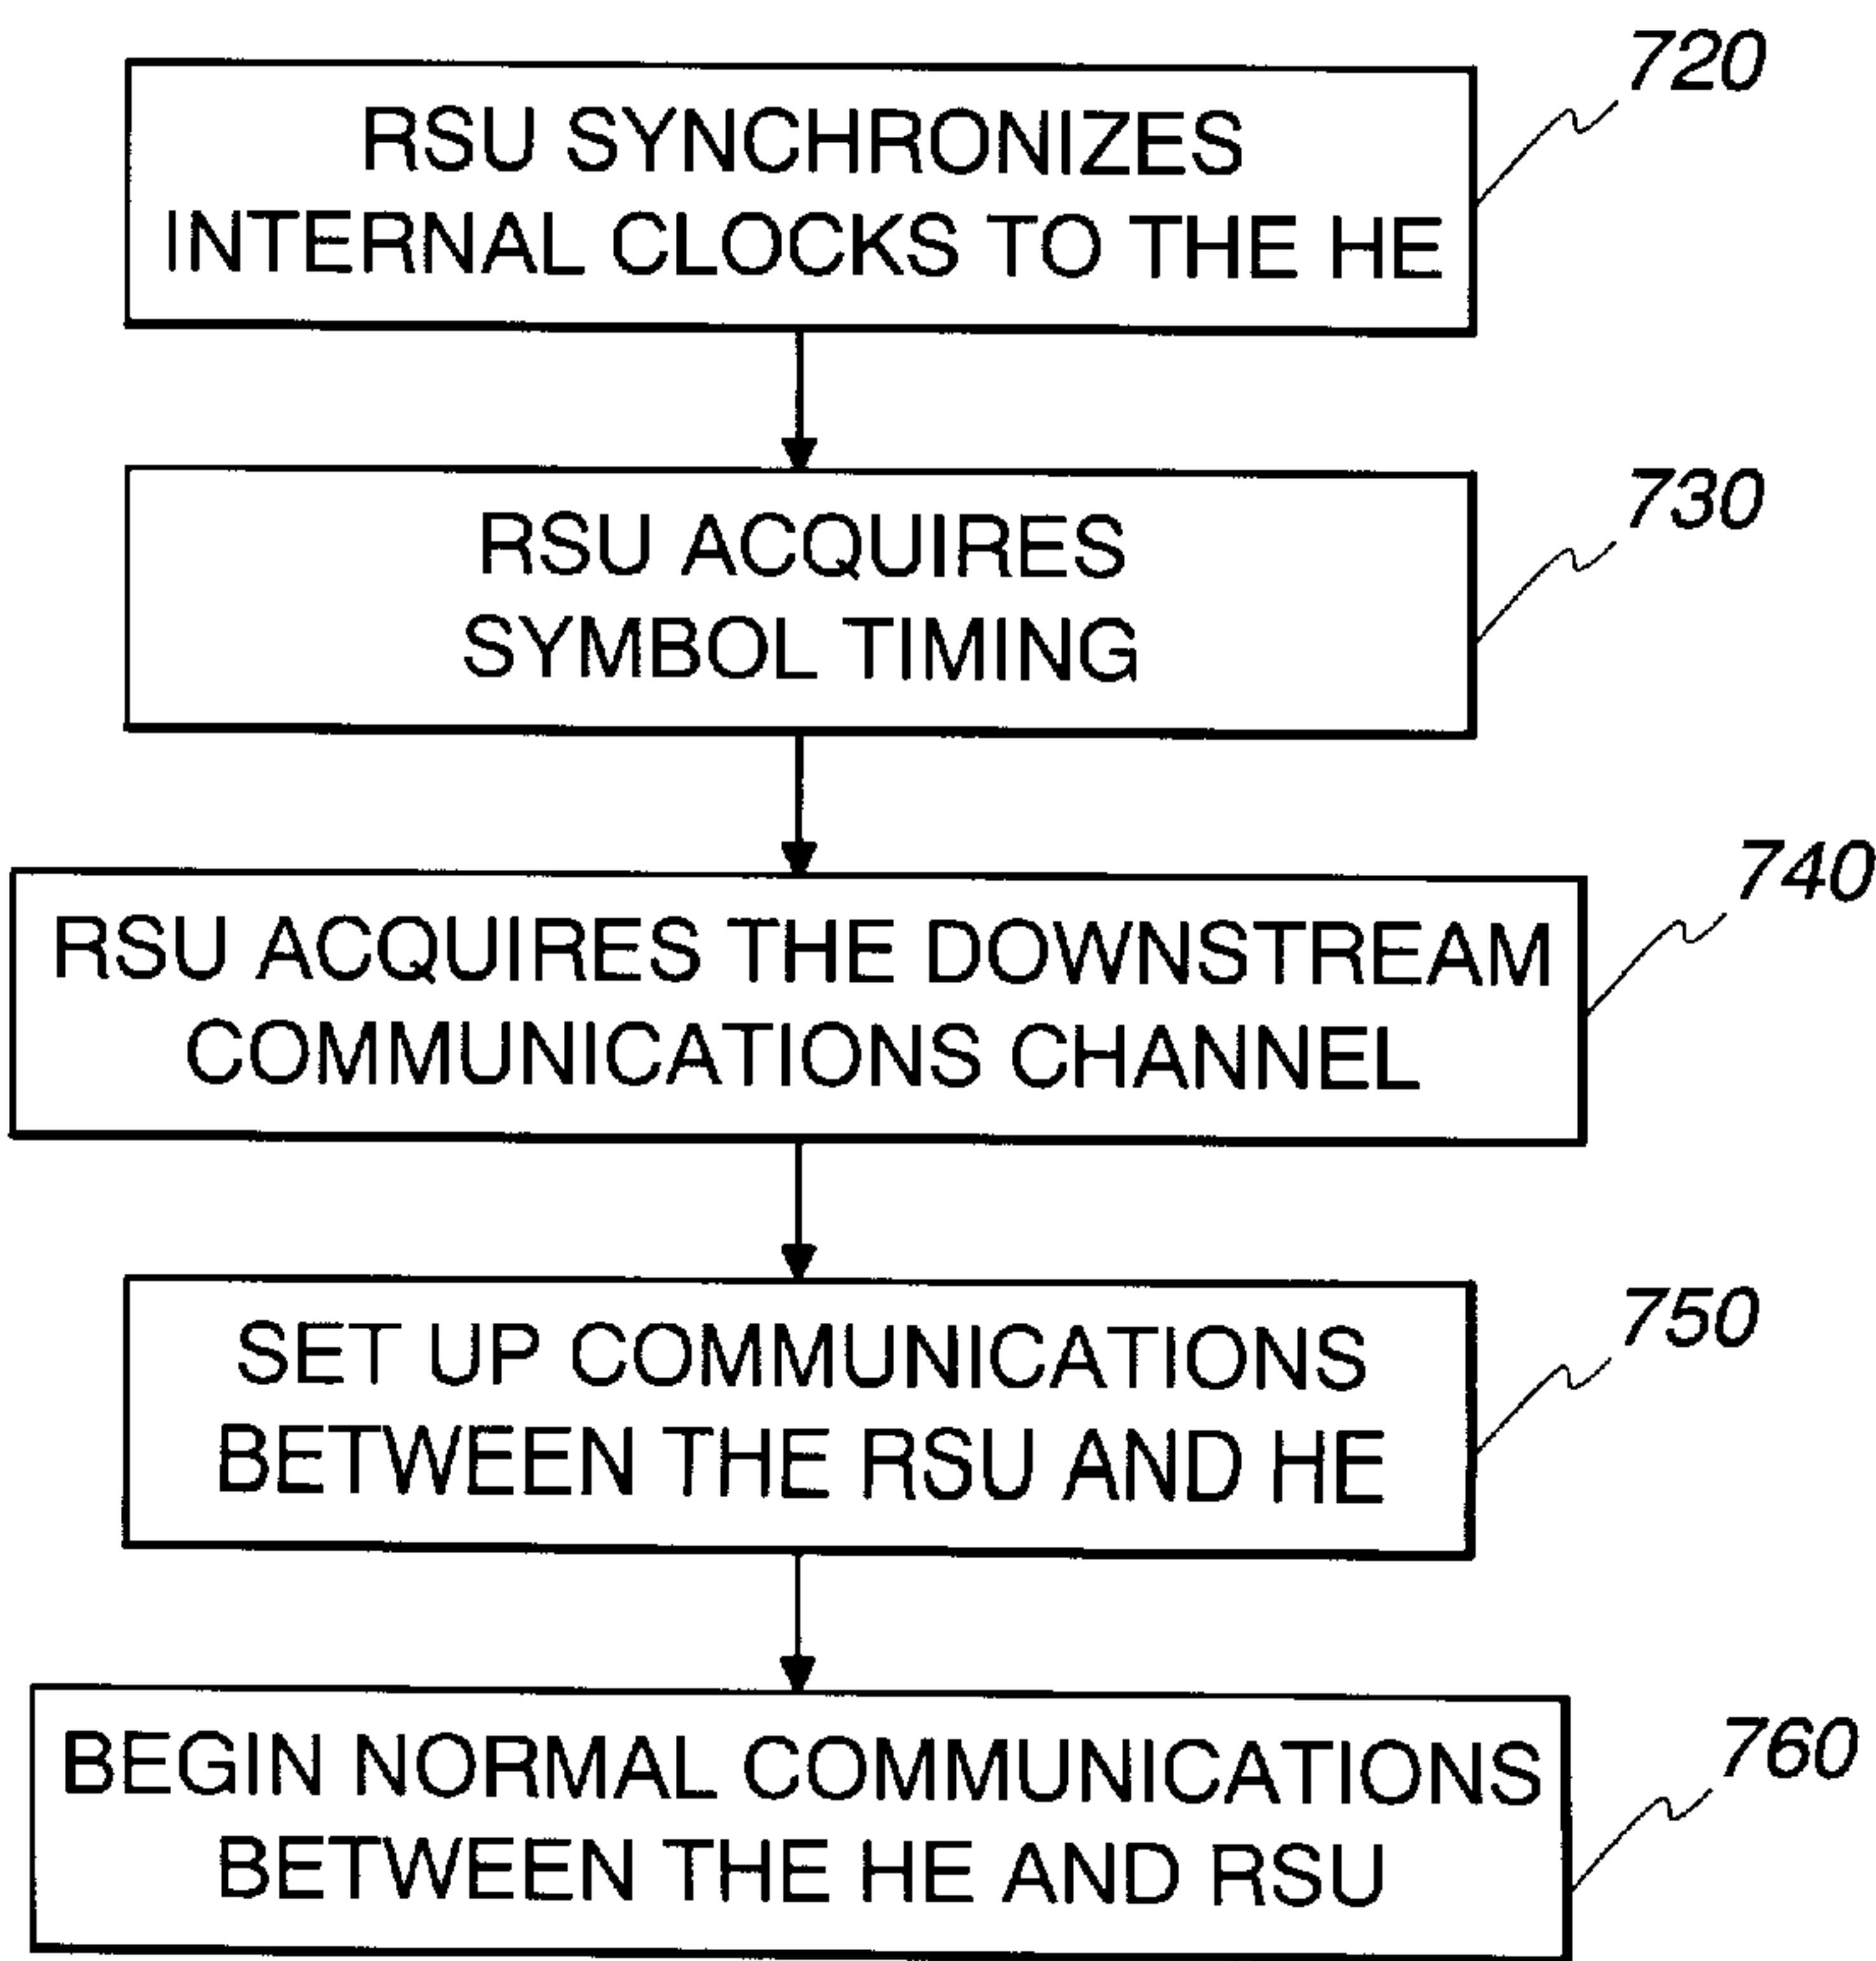 720
RSU SYNCHRONIZES
INTERNAL CLOCKS TO THE HE
730
RSU ACQUIRES
SYMBOL TIMING
740
RSU ACQUIRES THE DOWNSTREAM
COMMUNICATIONS CHANNEL
750
SET UP COMMUNICATIONS
BETWEEN THE RSU AND HE
760
BEGIN NORMAL COMMUNICATIONS
BETWEEN THE HE AND RSU